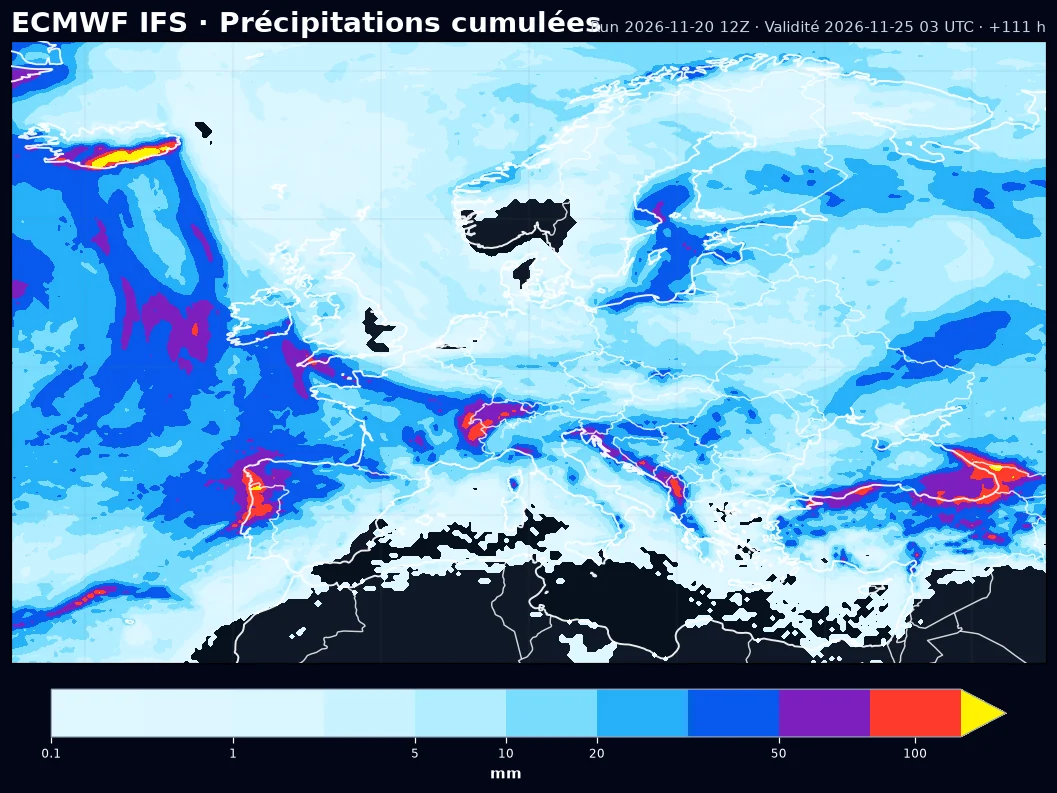 ECMWF IFS · Précipitations cumulées
Run 2026-11-20 12Z · Validité 2026-11-25 03 UTC · +111 h
0.1 1 5 10 20 50 100
mm